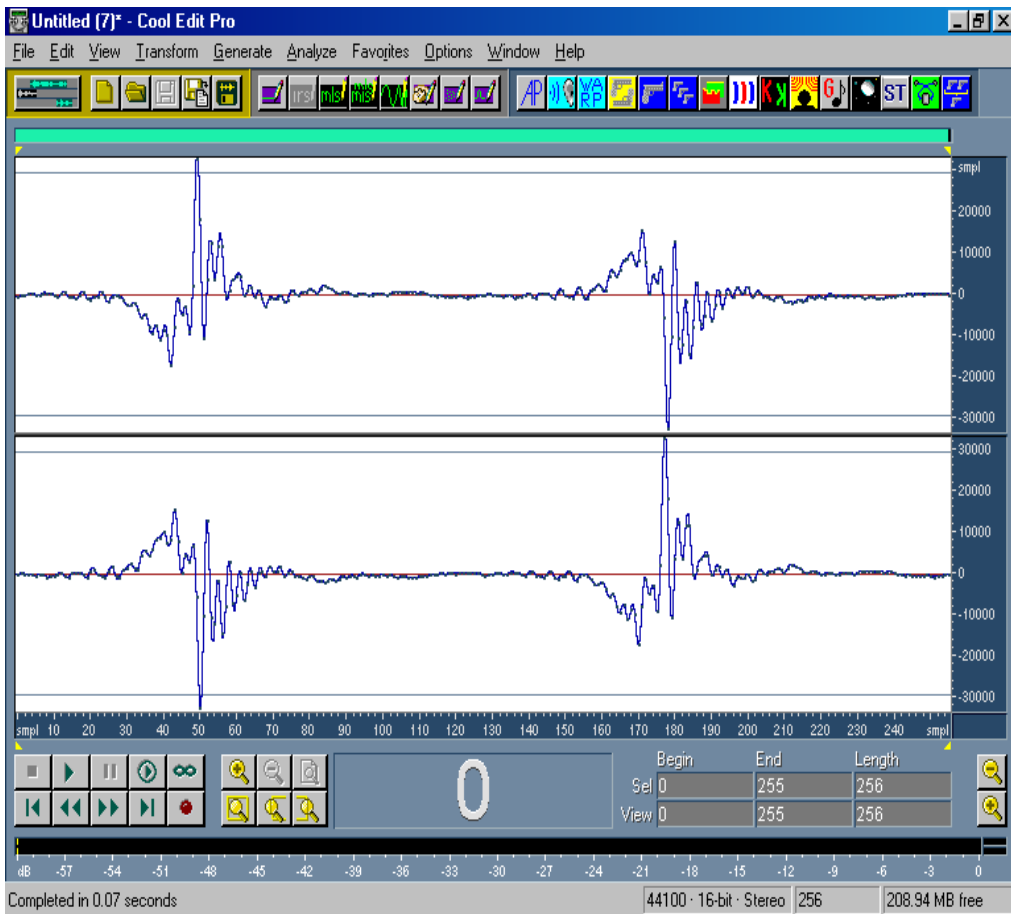 Untitled (7)* - Cool Edit Pro
File Edit View Transform Generate Analyze Favorites Options Window Help
mls AP WARP K G ST
smpl
20000
10000
0
-10000
-20000
-30000
30000
20000
10000
0
-10000
-20000
-30000
smpl 10 20 30 40 50 60 70 80 90 100 110 120 130 140 150 160 170 180 190 200 210 220 230 240 smpl
Begin End Length
Sel 0 255 256
View 0 255 256
0
dB -57 -54 -51 -48 -45 -42 -39 -36 -33 -30 -27 -24 -21 -18 -15 -12 -9 -6 -3 0
Completed in 0.07 seconds 44100 · 16-bit · Stereo 256 208.94 MB free